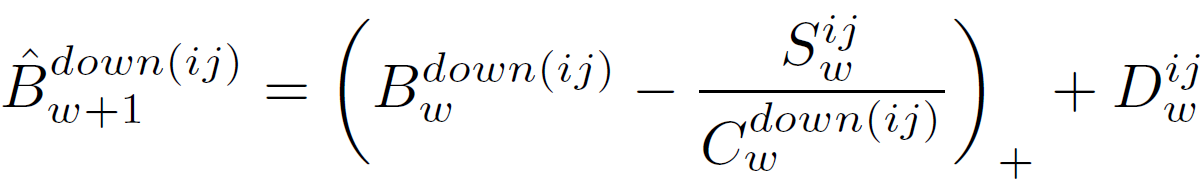 \hat{B}_{w+1}^{down(ij)} = \left( B_w^{down(ij)} - \frac{S_w^{ij}}{C_w^{down(ij)}} \right)_+ + D_w^{ij}